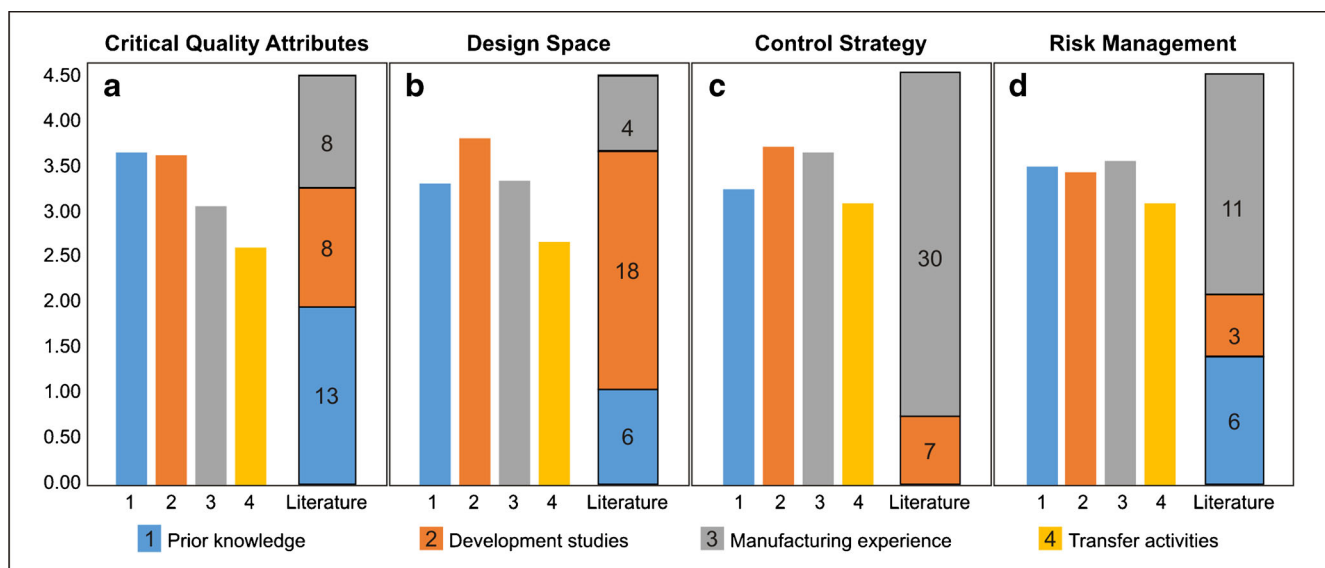 Critical Quality Attributes
Design Space
Control Strategy
Risk Management
4.50
4.00
3.50
3.00
2.50
2.00
1.50
1.00
0.50
0.00
a
8
8
13
1 2 3 4 Literature
b
4
18
6
1 2 3 4 Literature
c
30
7
1 2 3 4 Literature
d
11
3
6
1 2 3 4 Literature
1 Prior knowledge
2 Development studies
3 Manufacturing experience
4 Transfer activities